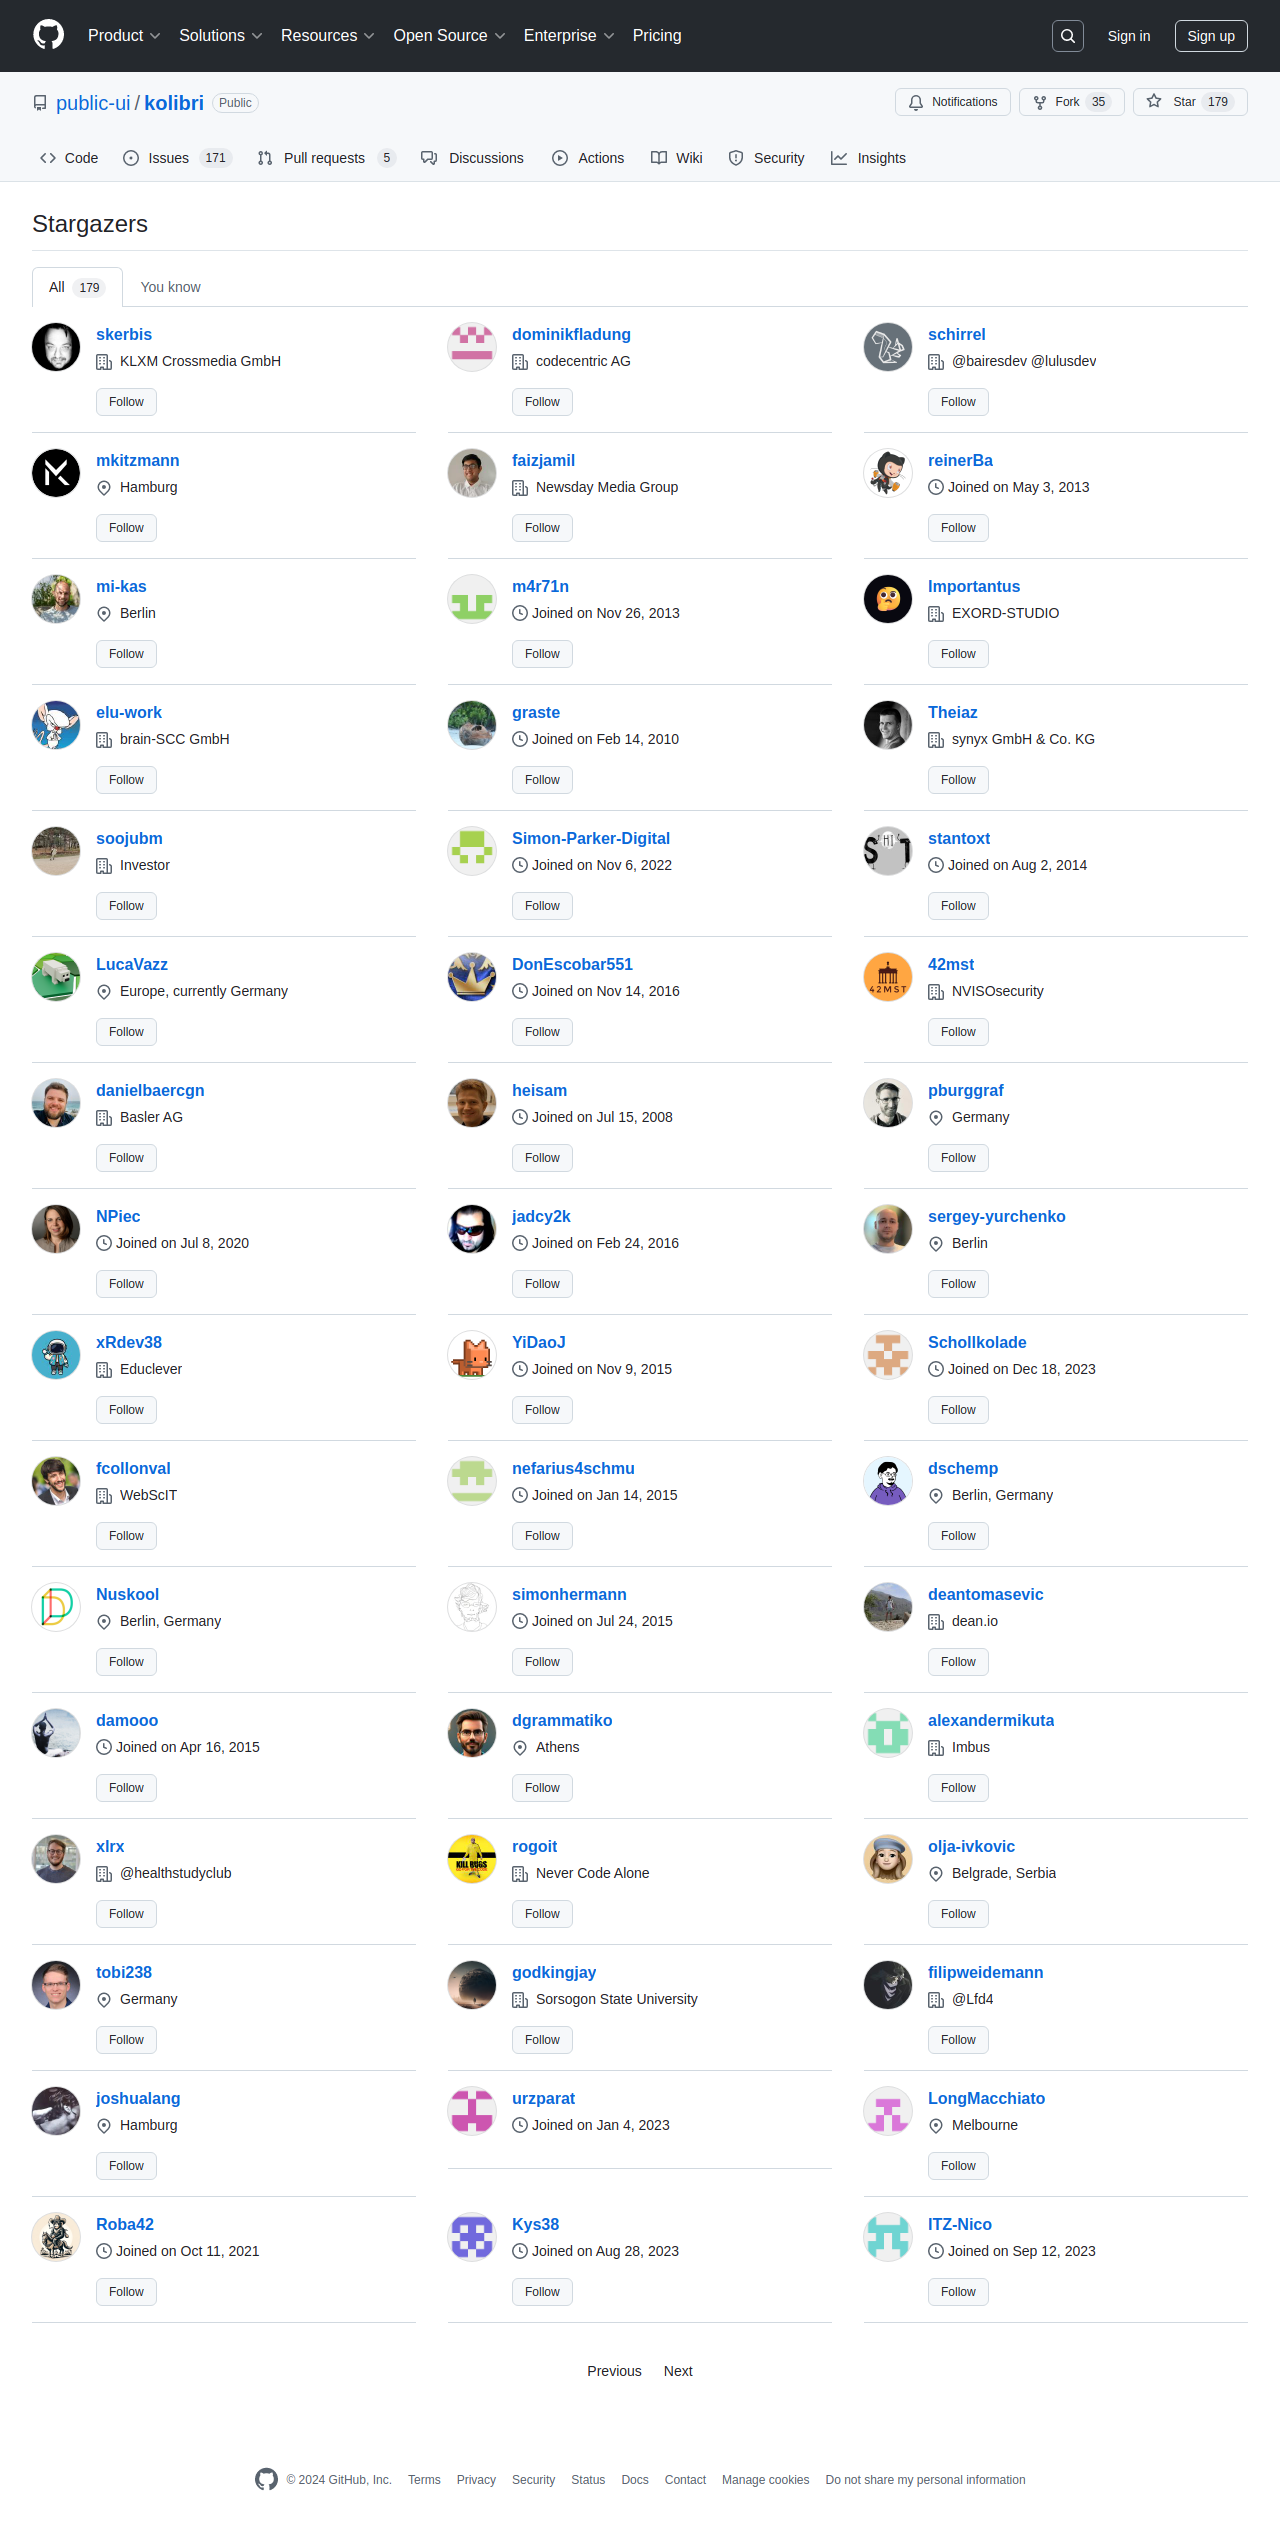 Product Solutions Resources Open Source Enterprise Pricing Sign in Sign up
public-ui / kolibri Public Notifications Fork 35 Star 179
Code Issues 171 Pull requests 5 Discussions Actions Wiki Security Insights
Stargazers
All 179 You know
skerbis dominikfladung schirrel
KLXM Crossmedia GmbH codecentric AG @bairesdev @lulusdev
Follow Follow Follow
mkitzmann faizjamil reinerBa
Hamburg Newsday Media Group Joined on May 3, 2013
Follow Follow Follow
mi-kas m4r71n Importantus
Berlin Joined on Nov 26, 2013 EXORD-STUDIO
Follow Follow Follow
elu-work graste Theiaz
brain-SCC GmbH Joined on Feb 14, 2010 synyx GmbH & Co. KG
Follow Follow Follow
soojubm Simon-Parker-Digital stantoxt
Investor Joined on Nov 6, 2022 Joined on Aug 2, 2014
Follow Follow Follow
LucaVazz DonEscobar551 42mst
42MST
Europe, currently Germany Joined on Nov 14, 2016 NVISOsecurity
Follow Follow Follow
danielbaercgn heisam pburggraf
Basler AG Joined on Jul 15, 2008 Germany
Follow Follow Follow
NPiec jadcy2k sergey-yurchenko
Joined on Jul 8, 2020 Joined on Feb 24, 2016 Berlin
Follow Follow Follow
xRdev38 YiDaoJ Schollkolade
Educlever Joined on Nov 9, 2015 Joined on Dec 18, 2023
Follow Follow Follow
fcollonval nefarius4schmu dschemp
WebScIT Joined on Jan 14, 2015 Berlin, Germany
Follow Follow Follow
Nuskool simonhermann deantomasevic
Berlin, Germany Joined on Jul 24, 2015 dean.io
Follow Follow Follow
damooo dgrammatiko alexandermikuta
Joined on Apr 16, 2015 Athens Imbus
Follow Follow Follow
xlrx rogoit olja-ivkovic
KILL BUGS
@healthstudyclub Never Code Alone Belgrade, Serbia
Follow Follow Follow
tobi238 godkingjay filipweidemann
Germany Sorsogon State University @Lfd4
Follow Follow Follow
joshualang urzparat LongMacchiato
Hamburg Joined on Jan 4, 2023 Melbourne
Follow Follow
Roba42 Kys38 ITZ-Nico
Joined on Oct 11, 2021 Joined on Aug 28, 2023 Joined on Sep 12, 2023
Follow Follow Follow
Previous Next
© 2024 GitHub, Inc. Terms Privacy Security Status Docs Contact Manage cookies Do not share my personal information